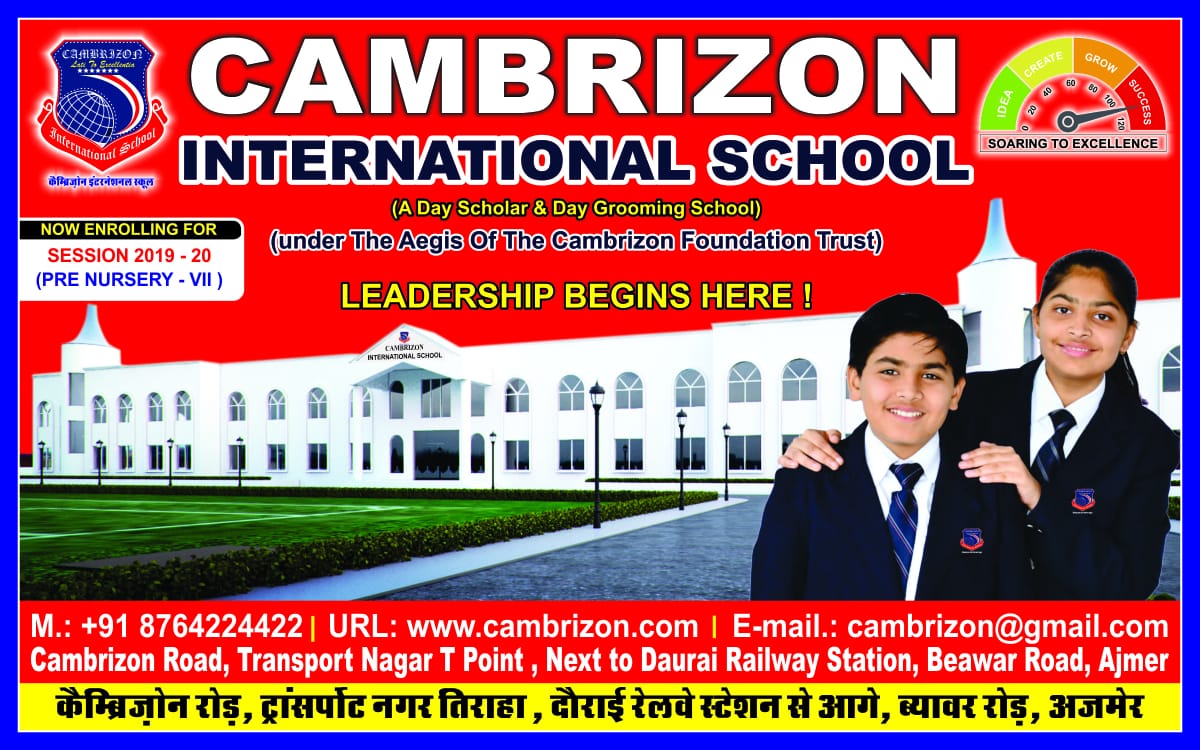 CAMBRIZON
Late To Excellentia
International School
कैम्ब्रिज़ोन इंटरनेशनल स्कूल
CAMBRIZON
INTERNATIONAL SCHOOL
(A Day Scholar & Day Grooming School)
(under The Aegis Of The Cambrizon Foundation Trust)
IDEA CREATE GROW SUCCESS
0 20 40 60 80 100 120
SOARING TO EXCELLENCE
NOW ENROLLING FOR
SESSION 2019 - 20
(PRE NURSERY - VII )
LEADERSHIP BEGINS HERE !
CAMBRIZON
INTERNATIONAL SCHOOL
M.: +91 8764224422 | URL: www.cambrizon.com | E-mail.: cambrizon@gmail.com
Cambrizon Road, Transport Nagar T Point , Next to Daurai Railway Station, Beawar Road, Ajmer
कैम्ब्रिज़ोन रोड़, ट्रांसर्पोट नगर तिराहा , दौराई रेलवे स्टेशन से आगे, ब्यावर रोड़, अजमेर